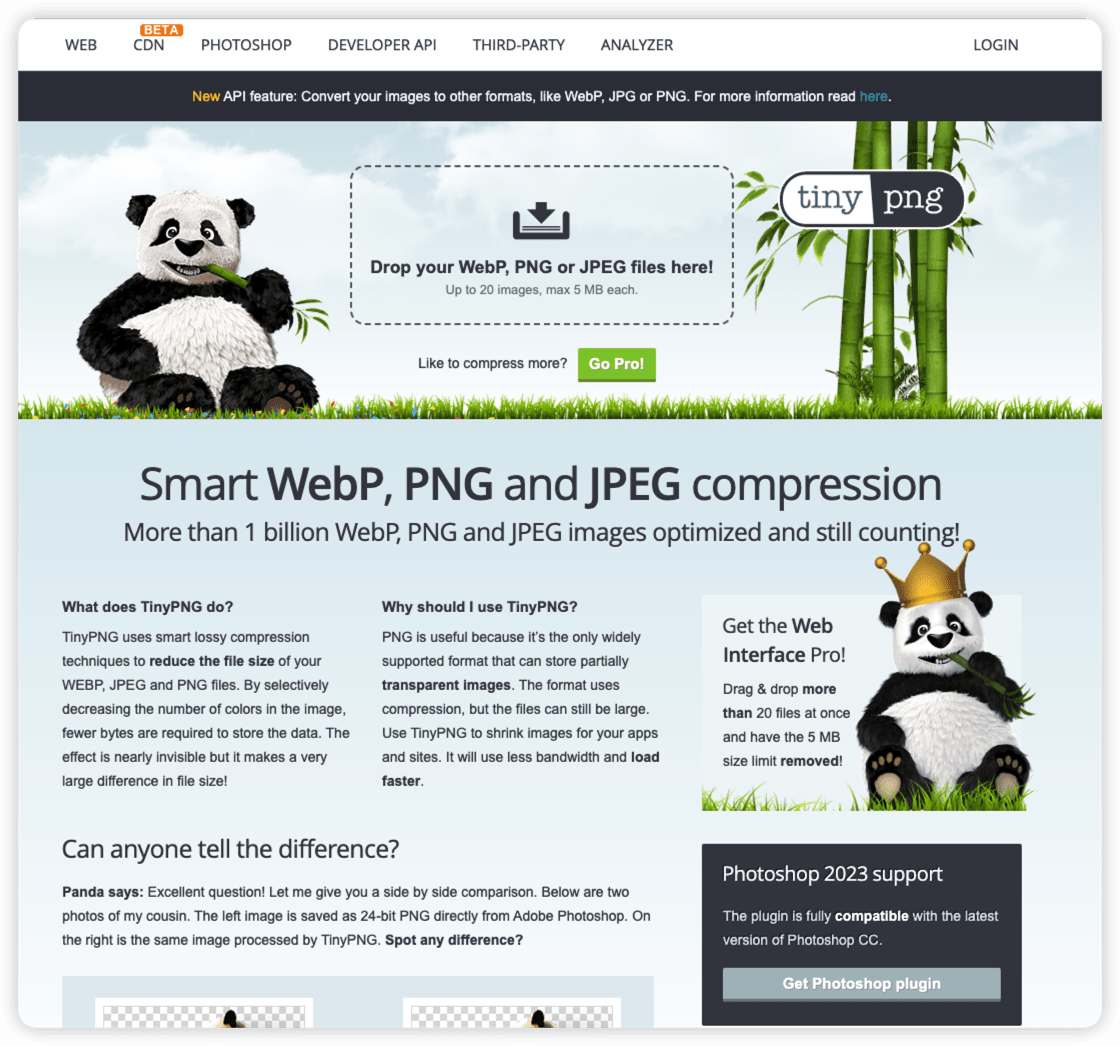 BETA
WEB CDN PHOTOSHOP DEVELOPER API THIRD-PARTY ANALYZER LOGIN
New API feature: Convert your images to other formats, like WebP, JPG or PNG. For more information read here.
tiny png
Drop your WebP, PNG or JPEG files here!
Up to 20 images, max 5 MB each.
Like to compress more? Go Pro!
Smart WebP, PNG and JPEG compression
More than 1 billion WebP, PNG and JPEG images optimized and still counting!
What does TinyPNG do?
TinyPNG uses smart lossy compression
techniques to reduce the file size of your
WEBP, JPEG and PNG files. By selectively
decreasing the number of colors in the image,
fewer bytes are required to store the data. The
effect is nearly invisible but it makes a very
large difference in file size!
Why should I use TinyPNG?
PNG is useful because it's the only widely
supported format that can store partially
transparent images. The format uses
compression, but the files can still be large.
Use TinyPNG to shrink images for your apps
and sites. It will use less bandwidth and load
faster.
Get the Web
Interface Pro!
Drag & drop more
than 20 files at once
and have the 5 MB
size limit removed!
Can anyone tell the difference?
Panda says: Excellent question! Let me give you a side by side comparison. Below are two
photos of my cousin. The left image is saved as 24-bit PNG directly from Adobe Photoshop. On
the right is the same image processed by TinyPNG. Spot any difference?
Photoshop 2023 support
The plugin is fully compatible with the latest
version of Photoshop CC.
Get Photoshop plugin